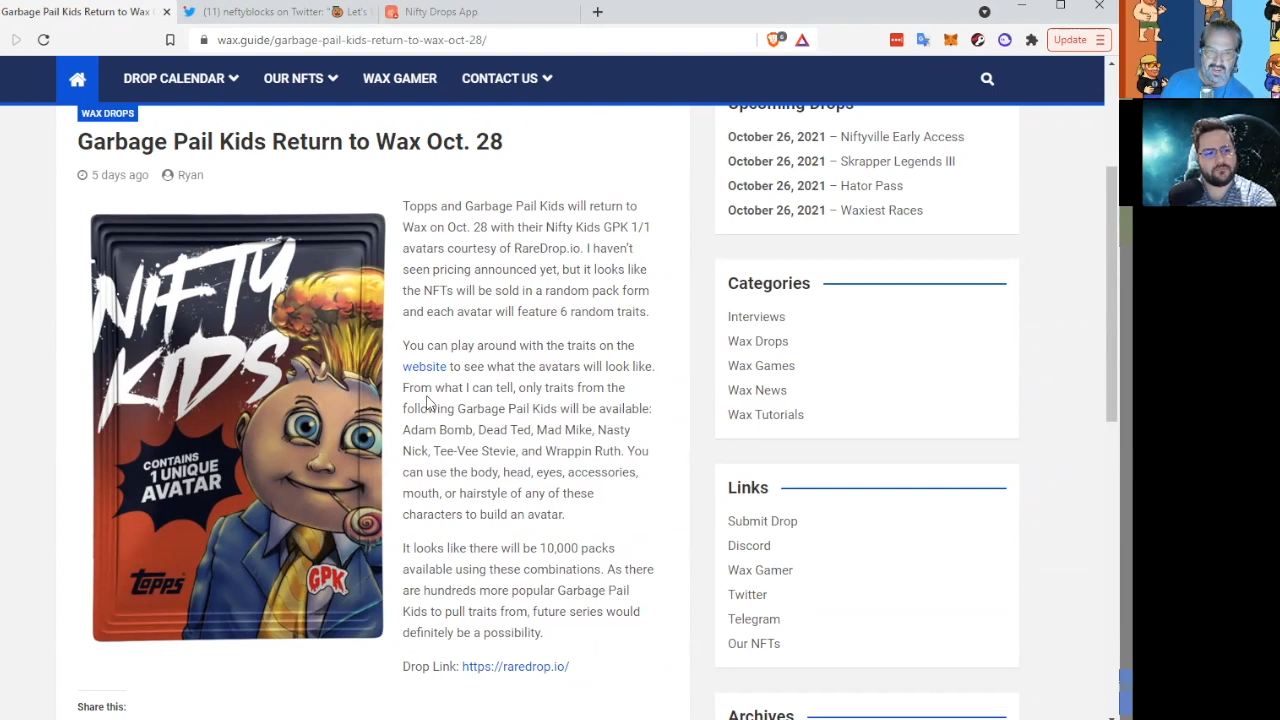 Garbage Pail Kids Return to Wax
(11) neftyblocks on Twitter: "🎃 Let's
Nifty Drops App
wax.guide/garbage-pail-kids-return-to-wax-oct-28/
Update
DROP CALENDAR
OUR NFTS
WAX GAMER
CONTACT US
WAX DROPS
Garbage Pail Kids Return to Wax Oct. 28
5 days ago
Ryan
NIFTY
KIDS
CONTAINS
1 UNIQUE
AVATAR
TOPPS
GPK
Topps and Garbage Pail Kids will return to
Wax on Oct. 28 with their Nifty Kids GPK 1/1
avatars courtesy of RareDrop.io. I haven't
seen pricing announced yet, but it looks like
the NFTs will be sold in a random pack form
and each avatar will feature 6 random traits.
You can play around with the traits on the
website to see what the avatars will look like.
From what I can tell, only traits from the
following Garbage Pail Kids will be available:
Adam Bomb, Dead Ted, Mad Mike, Nasty
Nick, Tee-Vee Stevie, and Wrappin Ruth. You
can use the body, head, eyes, accessories,
mouth, or hairstyle of any of these
characters to build an avatar.
It looks like there will be 10,000 packs
available using these combinations. As there
are hundreds more popular Garbage Pail
Kids to pull traits from, future series would
definitely be a possibility.
Drop Link: https://raredrop.io/
Share this:
Upcoming Drops
October 26, 2021 – Niftyville Early Access
October 26, 2021 – Skrapper Legends III
October 26, 2021 – Hator Pass
October 26, 2021 – Waxiest Races
Categories
Interviews
Wax Drops
Wax Games
Wax News
Wax Tutorials
Links
Submit Drop
Discord
Wax Gamer
Twitter
Telegram
Our NFTs
Archives